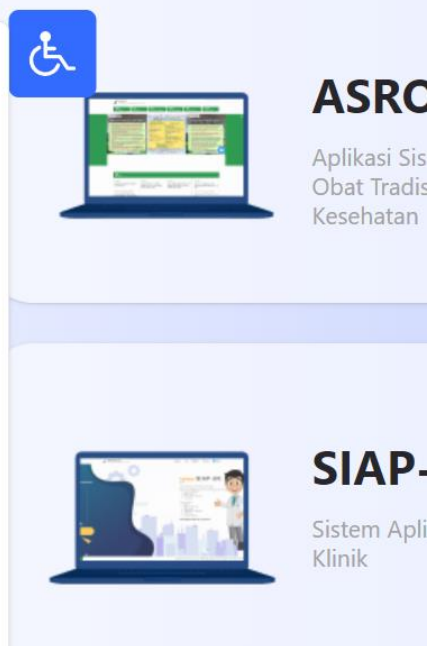 ASRO
Aplikasi Sis
Obat Tradis
Kesehatan
SIAP-
Sistem Apli
Klinik